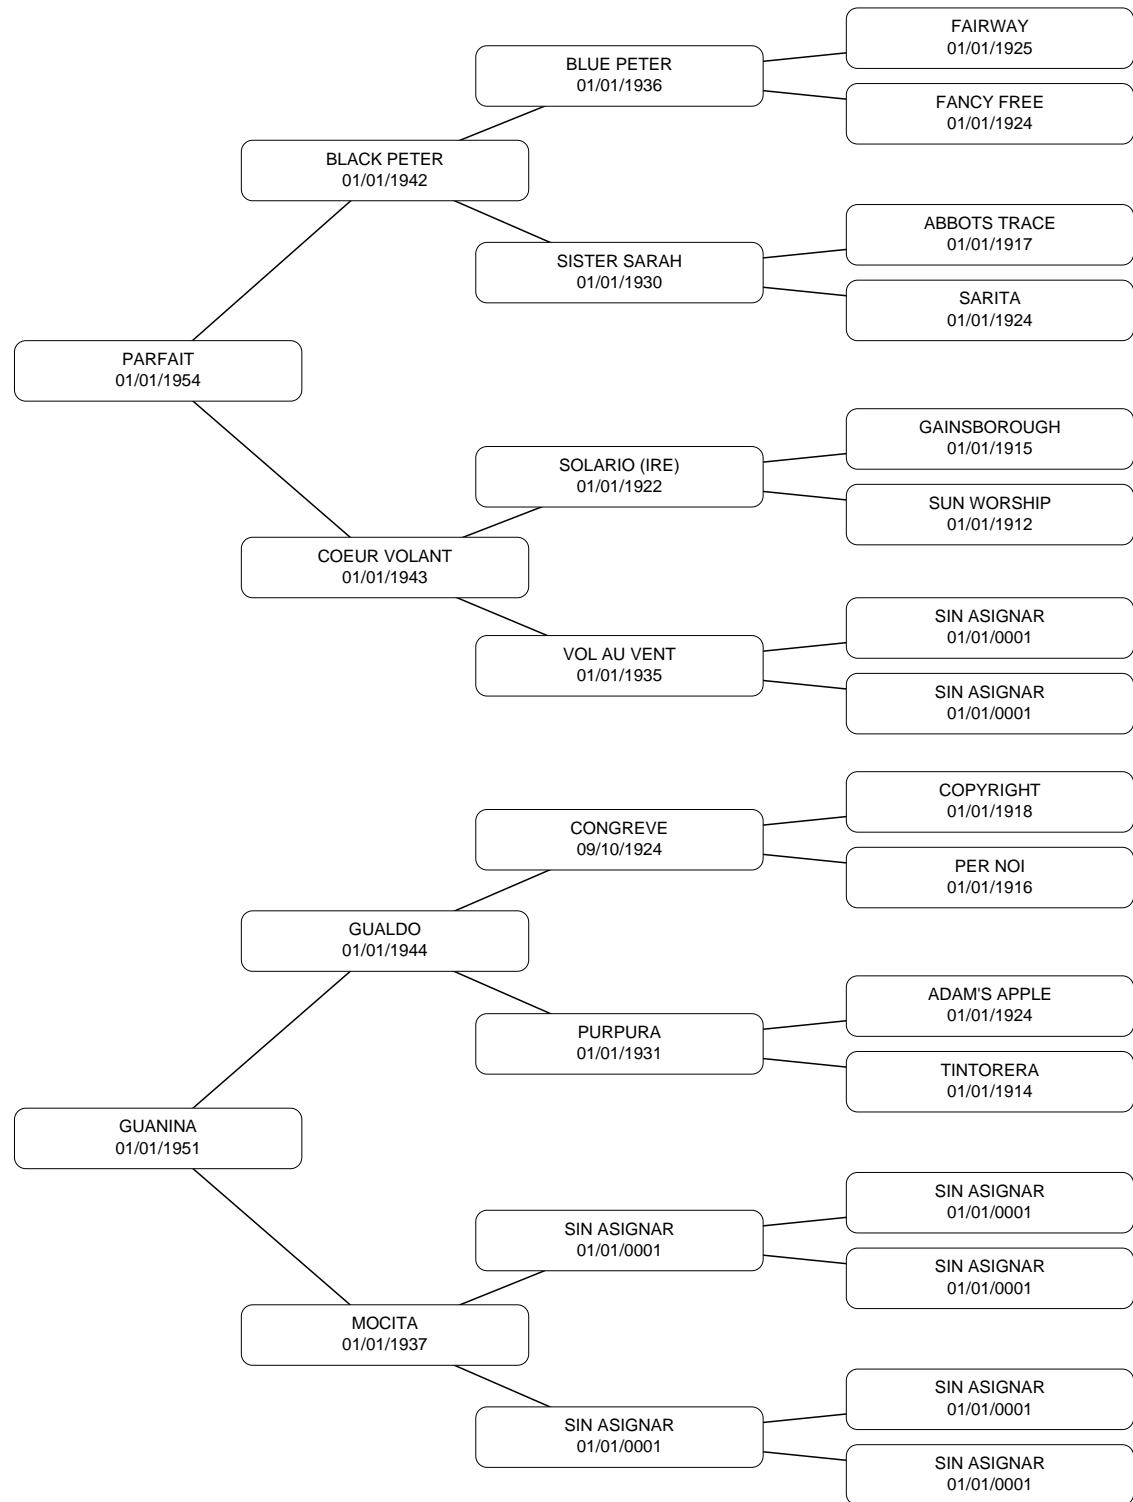 FAIRWAY
01/01/1925
BLUE PETER
01/01/1936
FANCY FREE
01/01/1924
BLACK PETER
01/01/1942
ABBOTS TRACE
01/01/1917
SISTER SARAH
01/01/1930
SARITA
01/01/1924
PARFAIT
01/01/1954
GAINSBOROUGH
01/01/1915
SOLARIO (IRE)
01/01/1922
SUN WORSHIP
01/01/1912
COEUR VOLANT
01/01/1943
SIN ASIGNAR
01/01/0001
VOL AU VENT
01/01/1935
SIN ASIGNAR
01/01/0001
COPYRIGHT
01/01/1918
CONGREVE
09/10/1924
PER NOI
01/01/1916
GUALDO
01/01/1944
ADAM'S APPLE
01/01/1924
PURPURA
01/01/1931
TINTORERA
01/01/1914
GUANINA
01/01/1951
SIN ASIGNAR
01/01/0001
SIN ASIGNAR
01/01/0001
SIN ASIGNAR
01/01/0001
MOCITA
01/01/1937
SIN ASIGNAR
01/01/0001
SIN ASIGNAR
01/01/0001
SIN ASIGNAR
01/01/0001